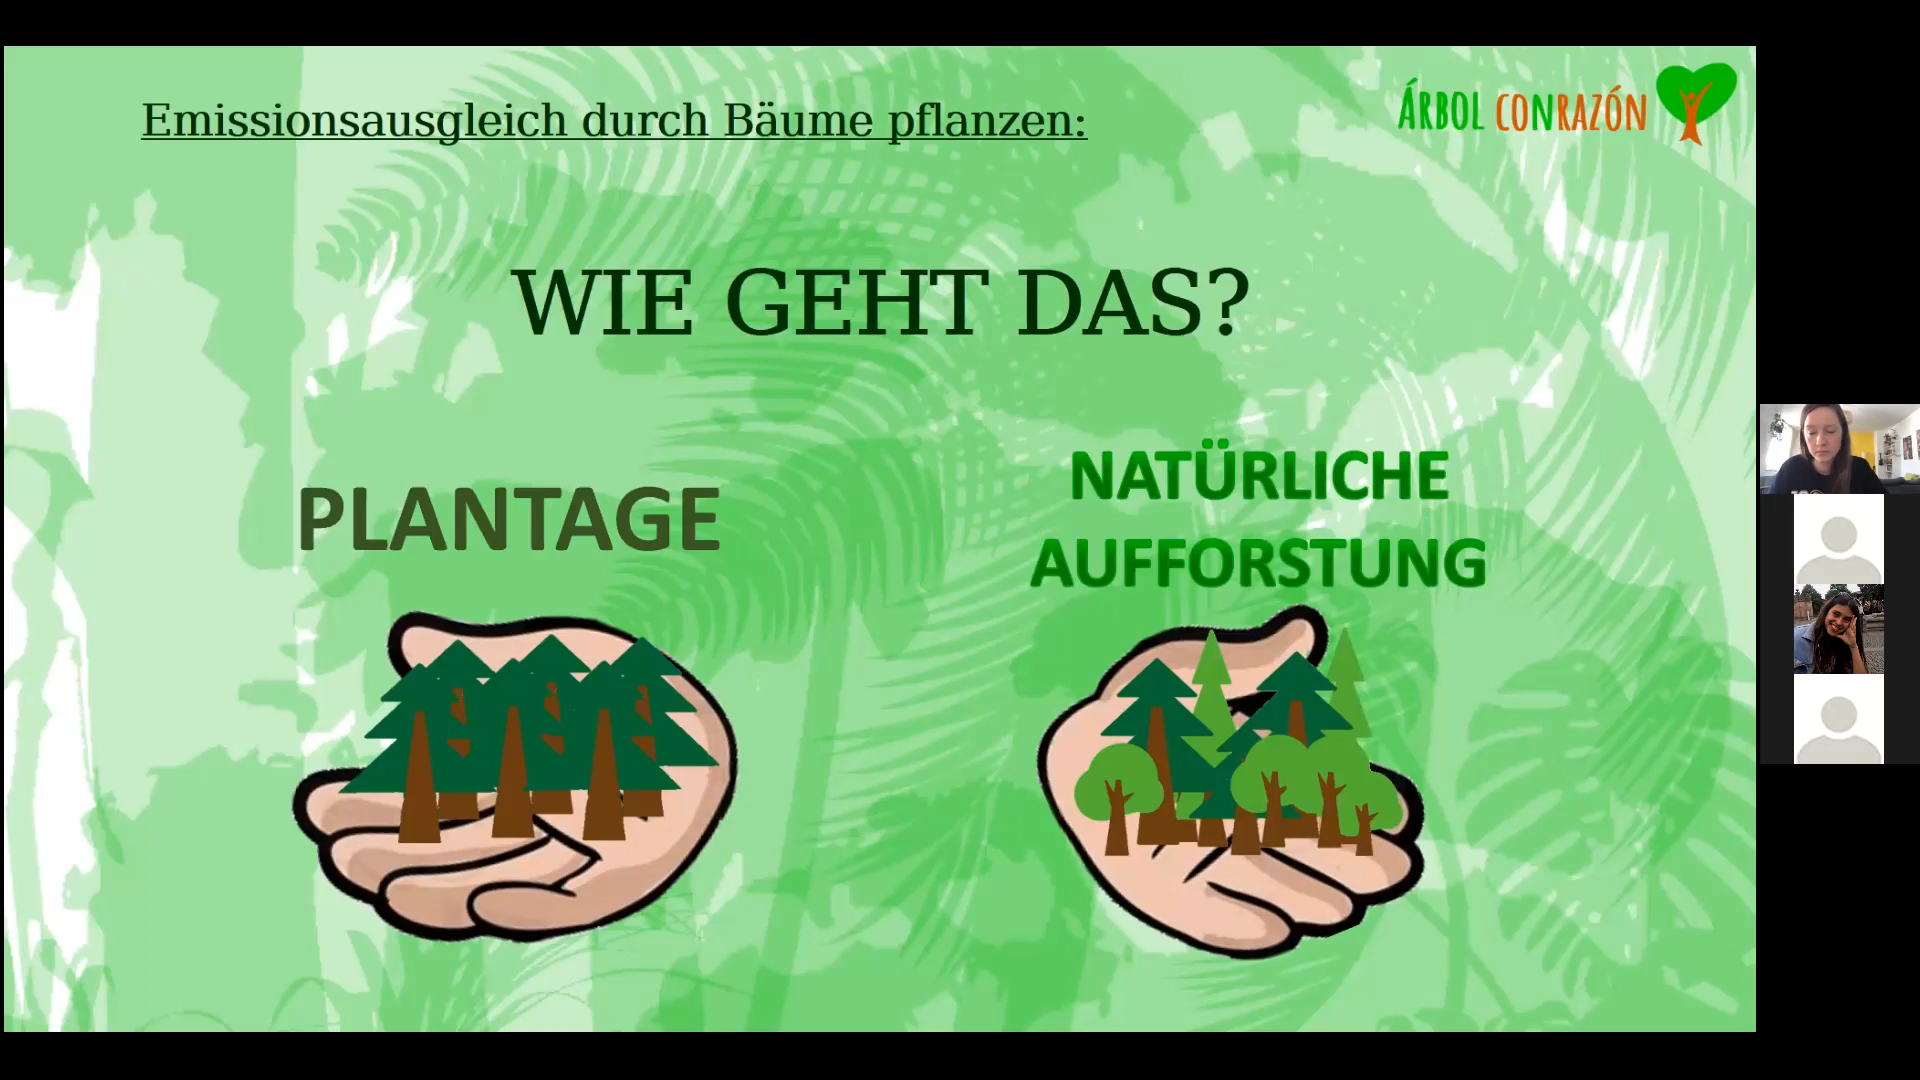 Emissionsausgleich durch Bäume pflanzen:
ÁRBOL CONRAZÓN
WIE GEHT DAS?
PLANTAGE
NATÜRLICHE
AUFFORSTUNG